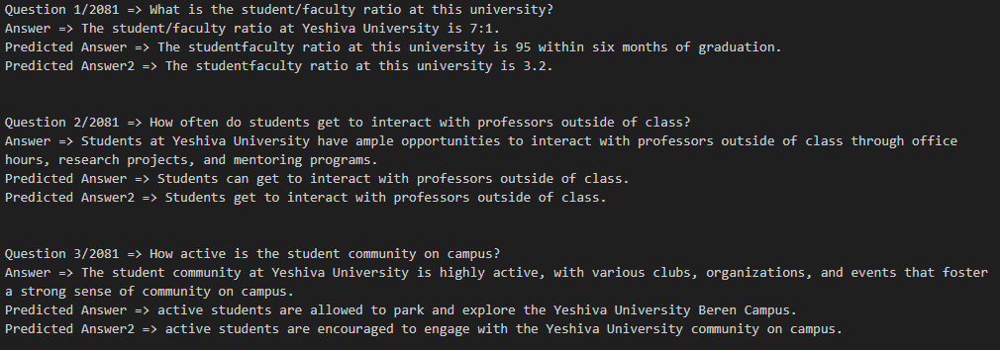 Question 1/2081 => What is the student/faculty ratio at this university?
Answer => The student/faculty ratio at Yeshiva University is 7:1.
Predicted Answer => The studentfaculty ratio at this university is 95 within six months of graduation.
Predicted Answer2 => The studentfaculty ratio at this university is 3.2.
Question 2/2081 => How often do students get to interact with professors outside of class?
Answer => Students at Yeshiva University have ample opportunities to interact with professors outside of class through office
hours, research projects, and mentoring programs.
Predicted Answer => Students can get to interact with professors outside of class.
Predicted Answer2 => Students get to interact with professors outside of class.
Question 3/2081 => How active is the student community on campus?
Answer => The student community at Yeshiva University is highly active, with various clubs, organizations, and events that foster
a strong sense of community on campus.
Predicted Answer => active students are allowed to park and explore the Yeshiva University Beren Campus.
Predicted Answer2 => active students are encouraged to engage with the Yeshiva University community on campus.